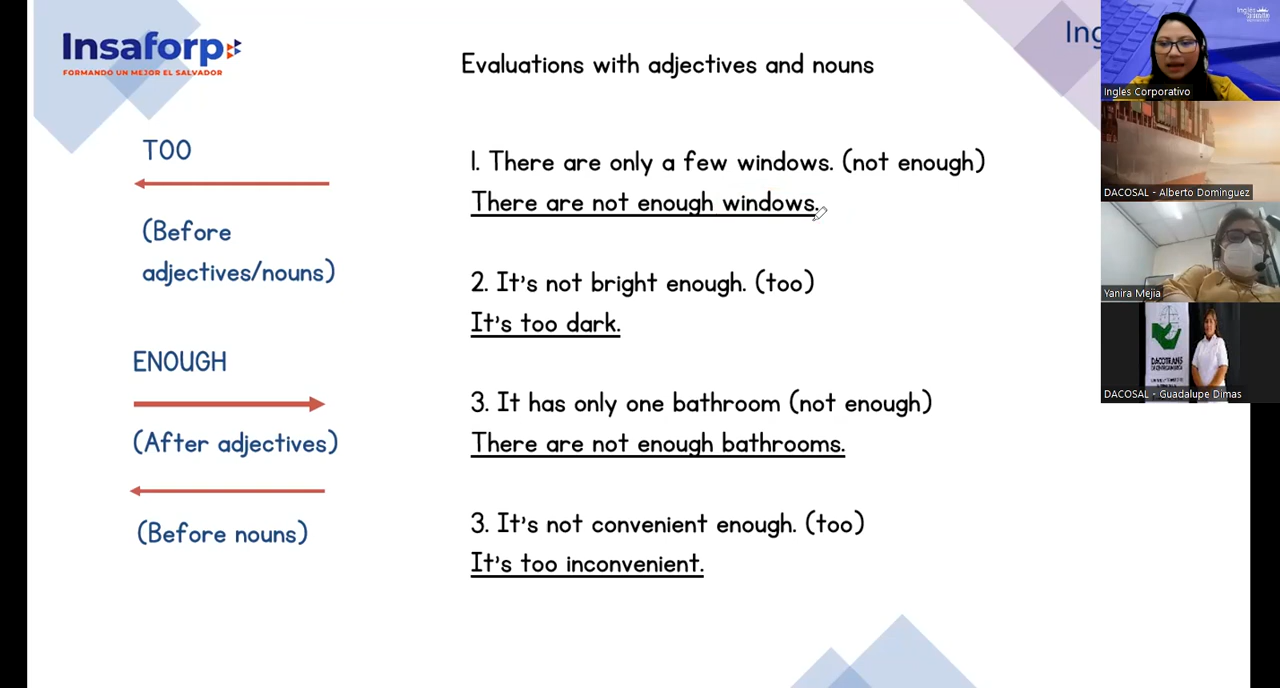 Insaforp
FORMANDO UN MEJOR EL SALVADOR
Evaluations with adjectives and nouns
TOO
(Before
adjectives/nouns)
ENOUGH
(After adjectives)
(Before nouns)
1. There are only a few windows. (not enough)
There are not enough windows.
2. It's not bright enough. (too)
It's too dark.
3. It has only one bathroom (not enough)
There are not enough bathrooms.
3. It's not convenient enough. (too)
It's too inconvenient.
Ingles Corporativo
DACOSAL - Alberto Dominguez
Yanira Mejia
DACOTRANS
DACOSAL - Guadalupe Dimas